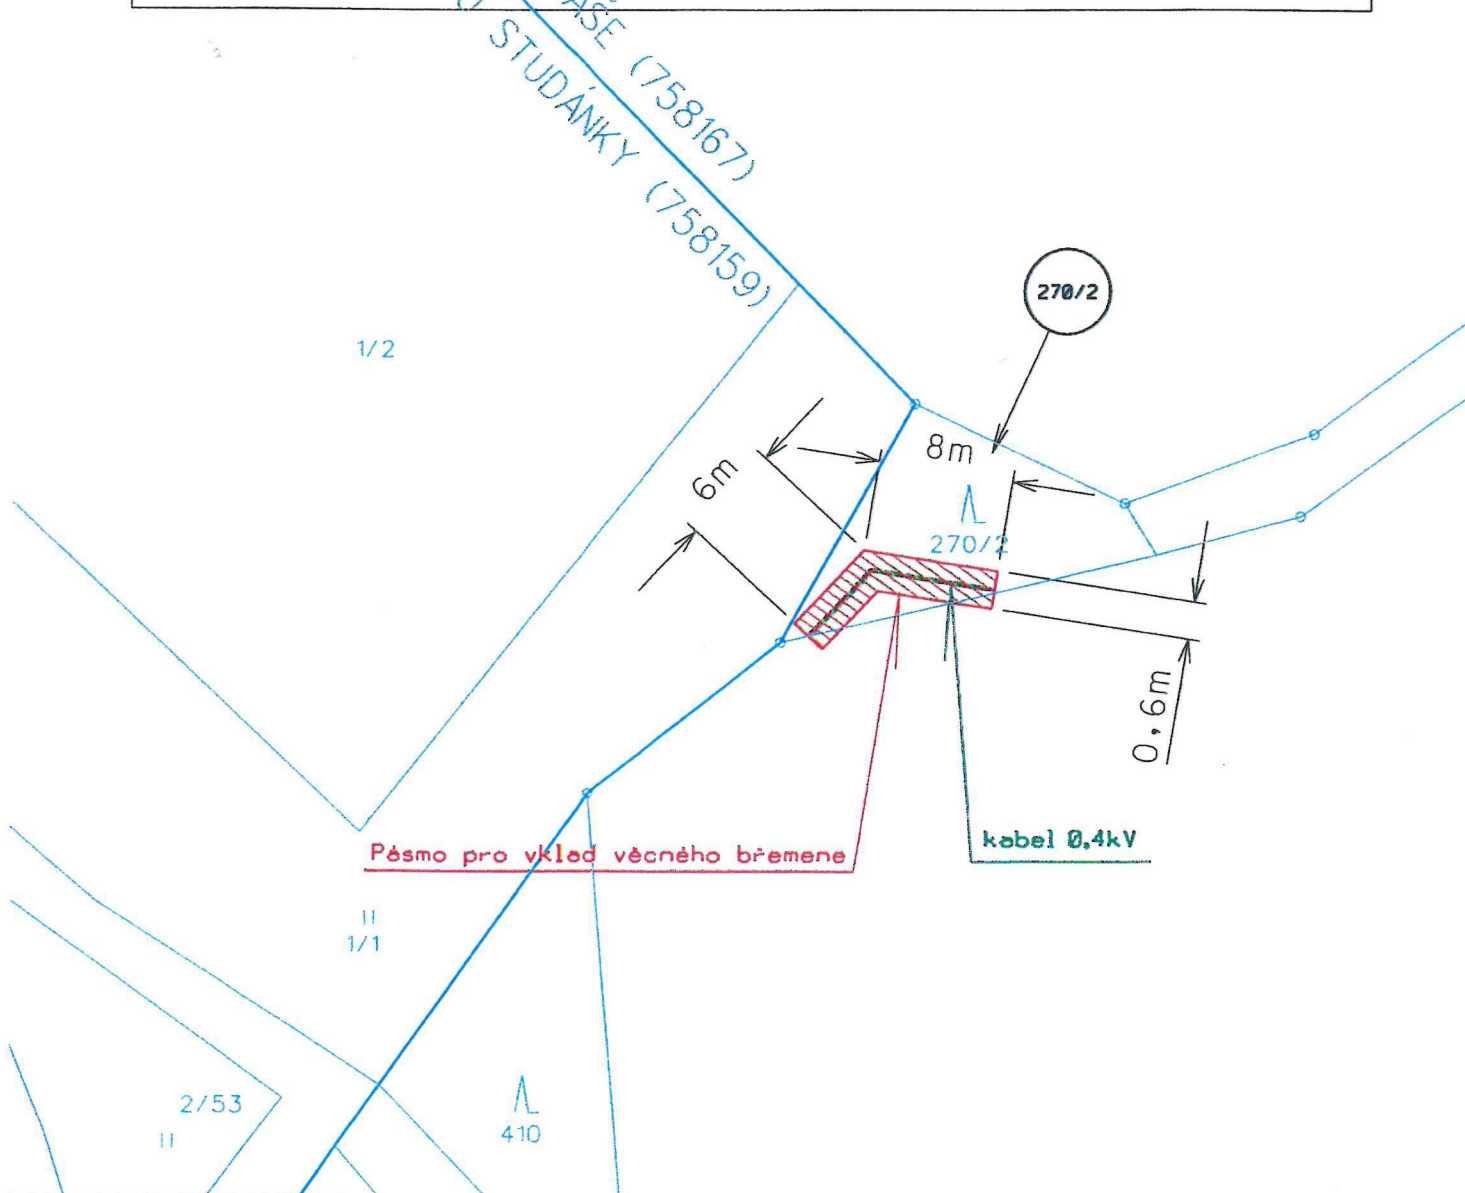 (758167)
STUDÁNKY (758159)
270/2
1/2
8m
6m
270/2
0,6m
kabel 0.4kV
Pásmo pro vklad věcného břemene
1/1
2/53
410